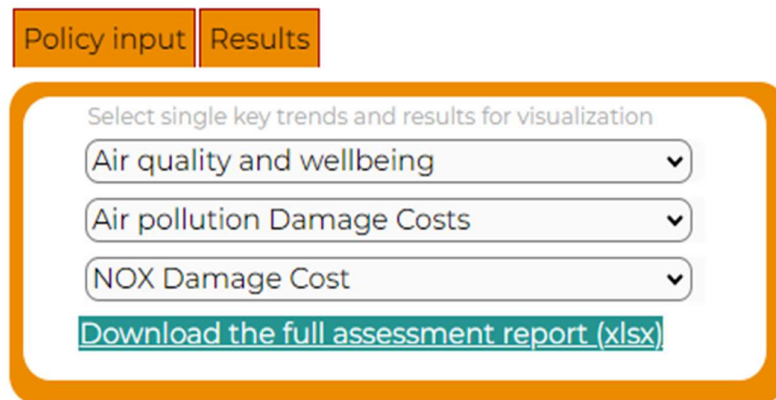 Policy input Results
Select single key trends and results for visualization
Air quality and wellbeing
Air pollution Damage Costs
NOX Damage Cost
Download the full assessment report (xlsx)